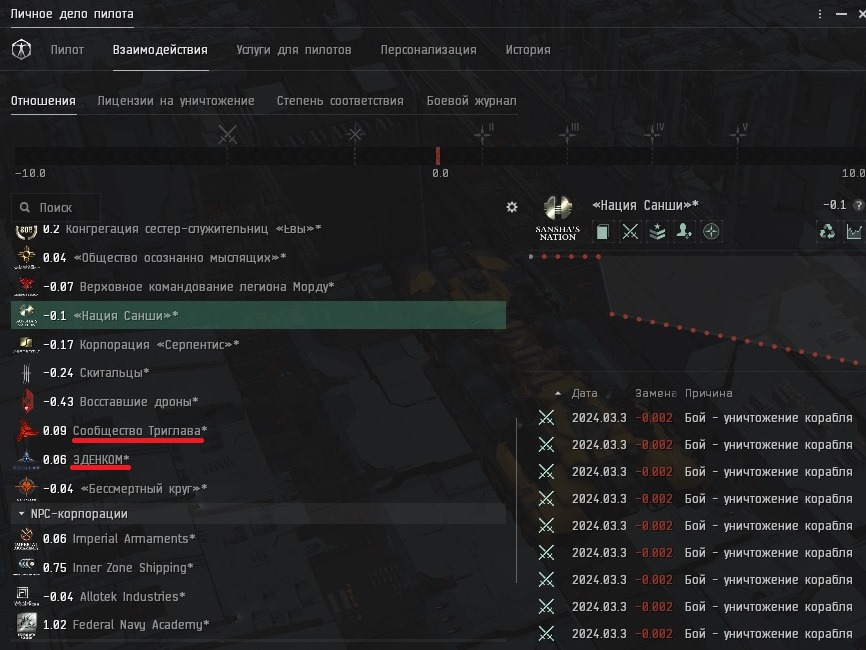 Личное дело пилота
Пилот Взаимодействия Услуги для пилотов Персонализация История
Отношения Лицензии на уничтожение Степень соответствия Боевой журнал
II III IV V
-10.0 0.0 10.0
Поиск
0.2 Конгрегация сестер-служительниц «Евы»*
0.04 «Общество осознанно мыслящих»*
-0.07 Верховное командование легиона Морду*
-0.1 «Нация Санши»*
-0.17 Корпорация «Серпентис»*
-0.24 Скитальцы*
-0.43 Восставшие дроны*
0.09 Сообщество Триглава*
0.06 ЭДЕНКОМ*
-0.04 «Бессмертный круг»*
NPC-корпорации
0.06 Imperial Armaments*
0.75 Inner Zone Shipping*
-0.04 Allotek Industries*
1.02 Federal Navy Academy*
«Нация Санши»* -0.1 ?
SANSHA'S
NATION
Дата Замена Причина
2024.03.3 -0.002 Бой - уничтожение корабля
2024.03.3 -0.002 Бой - уничтожение корабля
2024.03.3 -0.002 Бой - уничтожение корабля
2024.03.3 -0.002 Бой - уничтожение корабля
2024.03.3 -0.002 Бой - уничтожение корабля
2024.03.3 -0.002 Бой - уничтожение корабля
2024.03.3 -0.002 Бой - уничтожение корабля
2024.03.3 -0.002 Бой - уничтожение корабля
2024.03.3 -0.002 Бой - уничтожение корабля